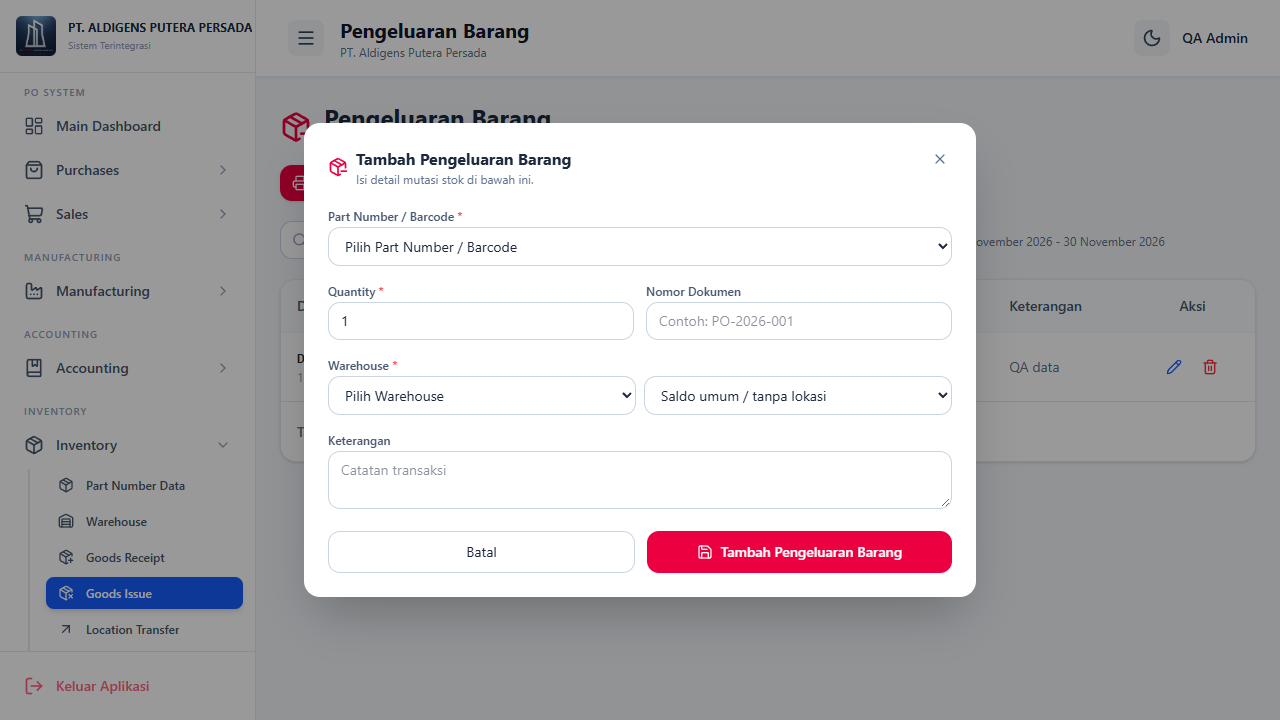 PT. ALDIGENS PUTERA PERSADA
Sistem Terintegrasi
Pengeluaran Barang
PT. Aldigens Putera Persada
QA Admin
PO SYSTEM
Main Dashboard
Purchases
Sales
MANUFACTURING
Manufacturing
ACCOUNTING
Accounting
INVENTORY
Inventory
Part Number Data
Warehouse
Goods Receipt
Goods Issue
Location Transfer
Keluar Aplikasi
Pengeluaran Barang
ovember 2026 - 30 November 2026
Keterangan
Aksi
QA data
Tambah Pengeluaran Barang
Isi detail mutasi stok di bawah ini.
Part Number / Barcode *
Pilih Part Number / Barcode
Quantity *
Nomor Dokumen
1
Contoh: PO-2026-001
Warehouse *
Pilih Warehouse
Saldo umum / tanpa lokasi
Keterangan
Catatan transaksi
Batal
Tambah Pengeluaran Barang